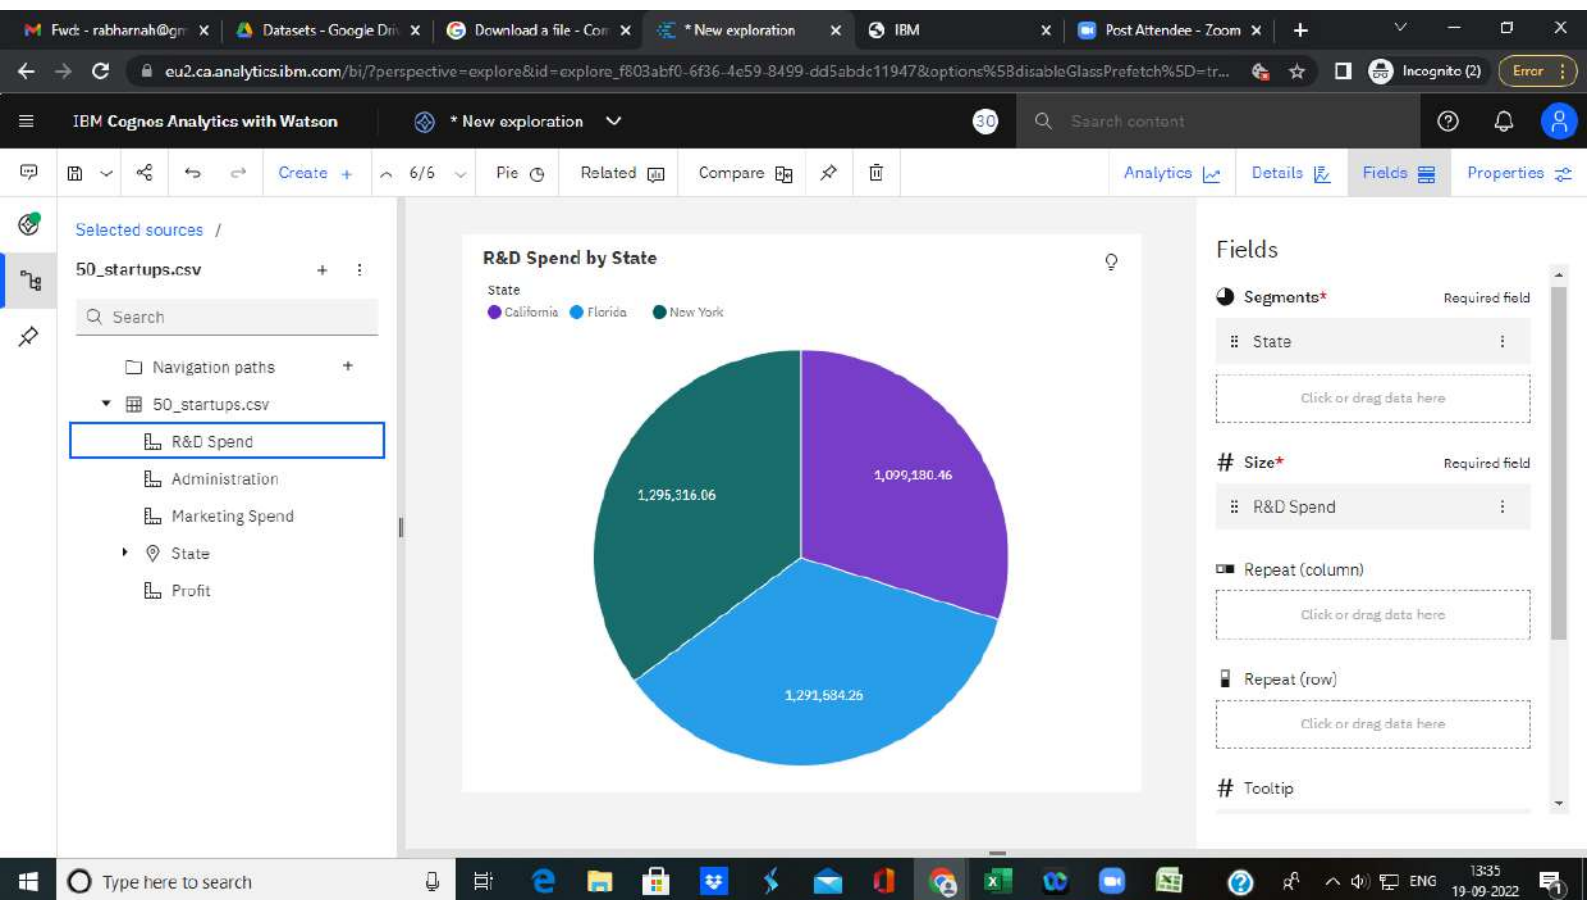 Fwd: - rabharnah@gm
Datasets - Google Driv
Download a file - Com
* New exploration
IBM
Post Attendee - Zoom
eu2.ca.analytics.ibm.com/bi/?perspective=explore&id=explore_f803abf0-6f36-4e59-8499-dd5abdc11947&options%5BdisableGlassPrefetch%5D=tr...
Incognito (2)
Error
IBM Cognos Analytics with Watson
* New exploration
30
Search content
Create +
6/6
Pie
Related
Compare
Analytics
Details
Fields
Properties
Selected sources /
50_startups.csv
Search
Navigation paths
50_startups.csv
R&D Spend
Administration
Marketing Spend
State
Profit
R&D Spend by State
State
California
Florida
New York
1,295,316.06
1,099,180.46
1,291,584.26
Fields
Segments*
Required field
State
Click or drag data here
# Size*
Required field
R&D Spend
Repeat (column)
Click or drag data here
Repeat (row)
Click or drag data here
# Tooltip
Type here to search
ENG
13:35
19-09-2022
1